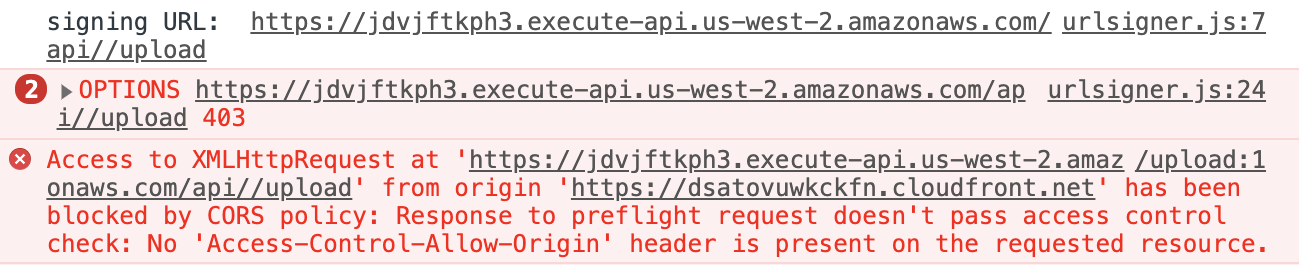 signing URL: https://jdvjftkph3.execute-api.us-west-2.amazonaws.com/ urlsigner.js:7
api//upload
2 ▶OPTIONS https://jdvjftkph3.execute-api.us-west-2.amazonaws.com/ap urlsigner.js:24
i//upload 403
Access to XMLHttpRequest at 'https://jdvjftkph3.execute-api.us-west-2.amaz /upload:1
onaws.com/api//upload' from origin 'https://dsatovuwkckfn.cloudfront.net' has been
blocked by CORS policy: Response to preflight request doesn't pass access control
check: No 'Access-Control-Allow-Origin' header is present on the requested resource.